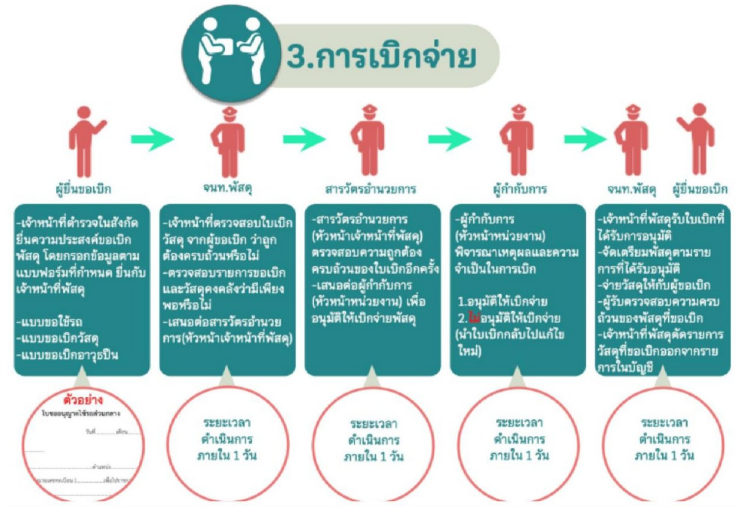 3.การเบิกจ่าย
ผู้ยื่นขอเบิก
จนท.พัสดุ
สารวัตรอำนวยการ
ผู้กำกับการ
จนท.พัสดุ
ผู้ยื่นขอเบิก
-เจ้าหน้าที่ตำรวจในสังกัด
ยื่นความประสงค์ขอเบิก
พัสดุ โดยกรอกข้อมูลตาม
แบบฟอร์มที่กำหนด ยื่นกับ
เจ้าหน้าที่พัสดุ
-แบบขอใช้รถ
-แบบขอเบิกวัสดุ
-แบบขอเบิกอาวุธปืน
-เจ้าหน้าที่ตรวจสอบใบเบิก
วัสดุ จากผู้ขอเบิก ว่าถูก
ต้องครบถ้วนหรือไม่
-ตรวจสอบรายการขอเบิก
และวัสดุคงคลังว่ามีเพียง
พอหรือไม่
-เสนอต่อสารวัตรอำนวย
การ(หัวหน้าเจ้าหน้าที่พัสดุ)
-สารวัตรอำนวยการ
(หัวหน้าเจ้าหน้าที่พัสดุ)
ตรวจสอบความถูกต้อง
ครบถ้วนของใบเบิกอีกครั้ง
-เสนอต่อผู้กำกับการ
(หัวหน้าหน่วยงาน) เพื่อ
อนุมัติให้เบิกจ่ายพัสดุ
-ผู้กำกับการ
(หัวหน้าหน่วยงาน)
พิจารณาเหตุผลและความ
จำเป็นในการเบิก
1.อนุมัติให้เบิกจ่าย
2.ไม่อนุมัติให้เบิกจ่าย
(นำใบเบิกกลับไปแก้ไข
ใหม่)
-เจ้าหน้าที่พัสดุรับใบเบิกที่
ได้รับการอนุมัติ
-จัดเตรียมพัสดุตามราย
การที่ได้รับอนุมัติ
-จ่ายวัสดุให้กับผู้ขอเบิก
-ผู้รับตรวจสอบความครบ
ถ้วนของพัสดุที่ขอเบิก
-เจ้าหน้าที่พัสดุตัดรายการ
วัสดุที่ขอเบิกออกจากราย
การในบัญชี
ตัวอย่าง
ใบขออนุญาตใช้รถส่วนกลาง
วันที่.........เดือน
ตำแหน่ง
ระยะเวลา
ดำเนินการ
ภายใน 1 วัน
ระยะเวลา
ดำเนินการ
ภายใน 1 วัน
ระยะเวลา
ดำเนินการ
ภายใน 1 วัน
ระยะเวลา
ดำเนินการ
ภายใน 1 วัน